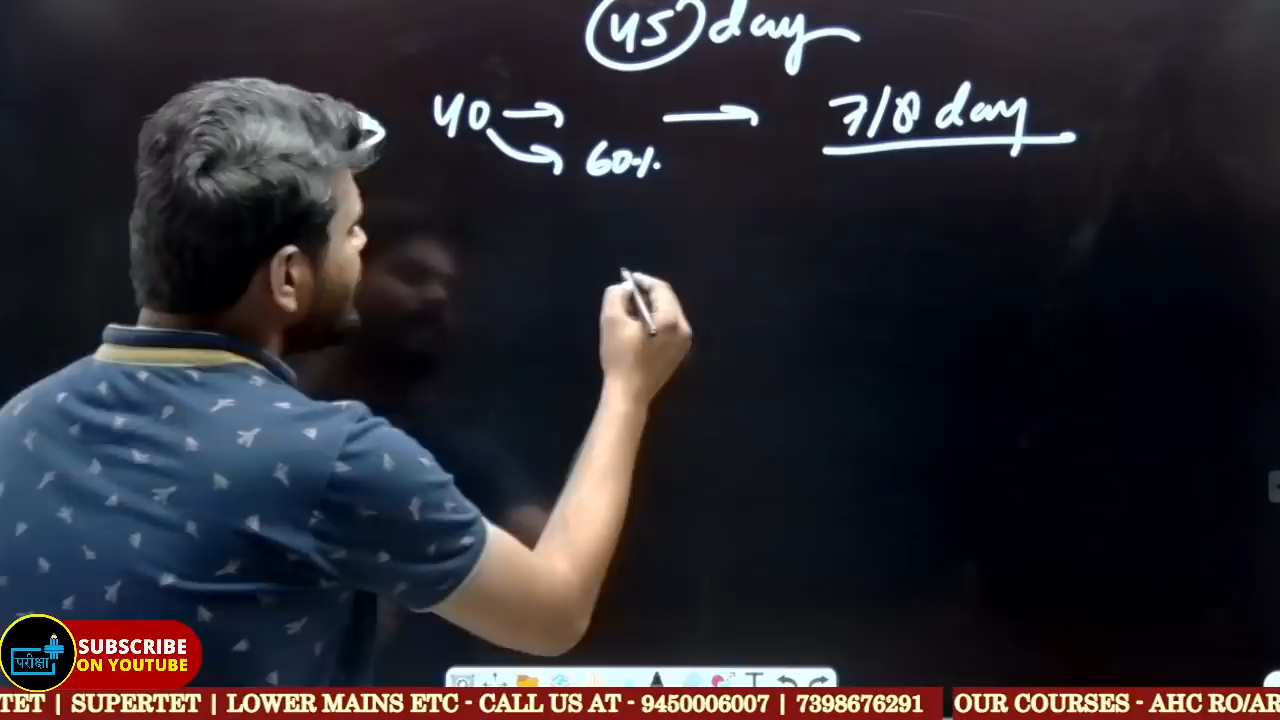 45 day
40 → → 7/8 day
60%
परीक्षा
SUBSCRIBE
ON YOUTUBE
TET | SUPERTET | LOWER MAINS ETC - CALL US AT - 9450006007 | 7398676291 OUR COURSES - AHC RO/AR